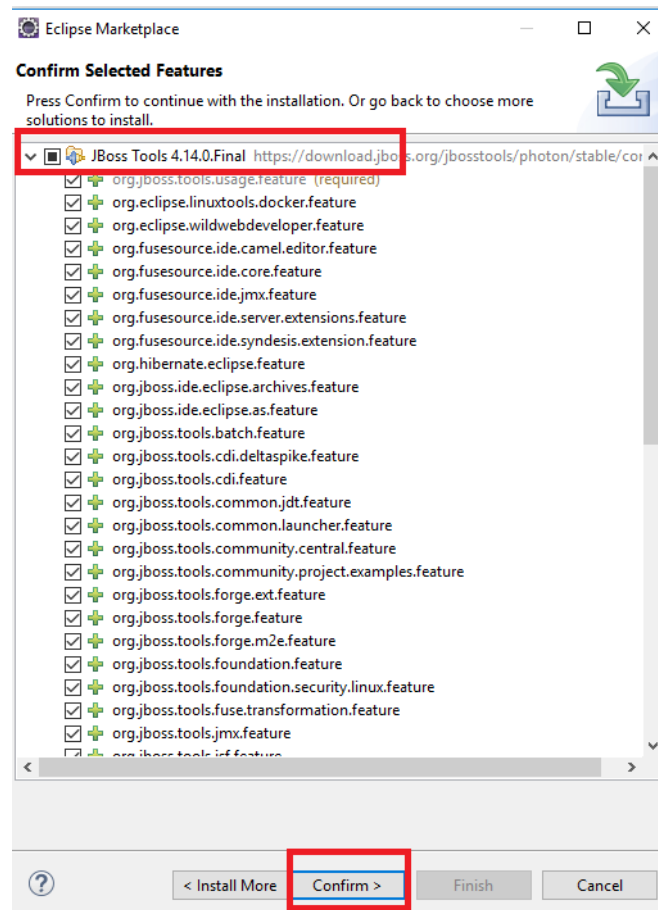 Eclipse Marketplace
Confirm Selected Features
Press Confirm to continue with the installation. Or go back to choose more
solutions to install.
JBoss Tools 4.14.0.Final https://download.jboss.org/jbosstools/photon/stable/cor
org.jboss.tools.usage.feature (required)
org.eclipse.linuxtools.docker.feature
org.eclipse.wildwebdeveloper.feature
org.fusesource.ide.camel.editor.feature
org.fusesource.ide.core.feature
org.fusesource.ide.jmx.feature
org.fusesource.ide.server.extensions.feature
org.fusesource.ide.syndesis.extension.feature
org.hibernate.eclipse.feature
org.jboss.ide.eclipse.archives.feature
org.jboss.ide.eclipse.as.feature
org.jboss.tools.batch.feature
org.jboss.tools.cdi.deltaspike.feature
org.jboss.tools.cdi.feature
org.jboss.tools.common.jdt.feature
org.jboss.tools.common.launcher.feature
org.jboss.tools.community.central.feature
org.jboss.tools.community.project.examples.feature
org.jboss.tools.forge.ext.feature
org.jboss.tools.forge.feature
org.jboss.tools.forge.m2e.feature
org.jboss.tools.foundation.feature
org.jboss.tools.foundation.security.linux.feature
org.jboss.tools.fuse.transformation.feature
org.jboss.tools.jmx.feature
org.jboss.tools.jsf.feature
< Install More Confirm > Finish Cancel